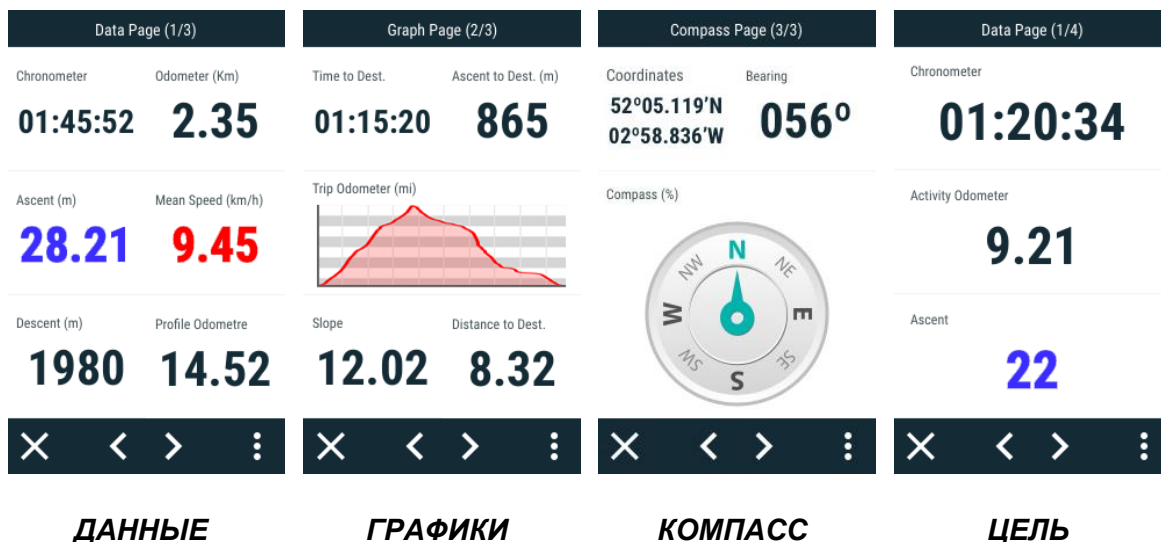 Data Page (1/3)
Chronometer Odometer (Km)
01:45:52 2.35
Ascent (m) Mean Speed (km/h)
28.21 9.45
Descent (m) Profile Odometre
1980 14.52
ДАННЫЕ
Graph Page (2/3)
Time to Dest. Ascent to Dest. (m)
01:15:20 865
Trip Odometer (mi)
Slope Distance to Dest.
12.02 8.32
ГРАФИКИ
Compass Page (3/3)
Coordinates Bearing
52º05.119’N
02º58.836’W
056º
Compass (%)
N
NW NE
W E
SW SE
S
КОМПАСС
Data Page (1/4)
Chronometer
01:20:34
Activity Odometer
9.21
Ascent
22
ЦЕЛЬ